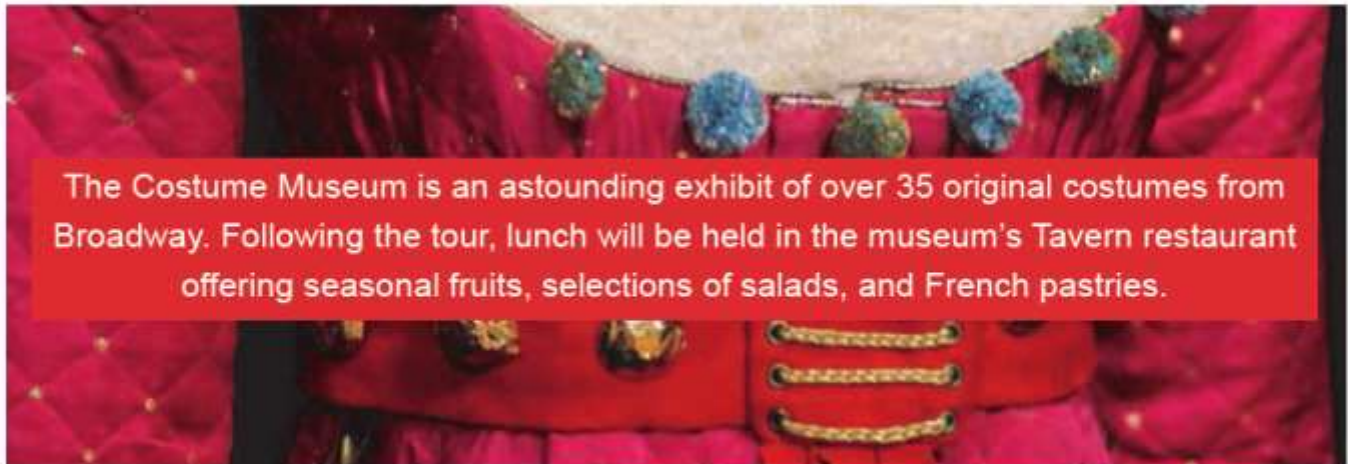 The Costume Museum is an astounding exhibit of over 35 original costumes from
Broadway. Following the tour, lunch will be held in the museum's Tavern restaurant
offering seasonal fruits, selections of salads, and French pastries.